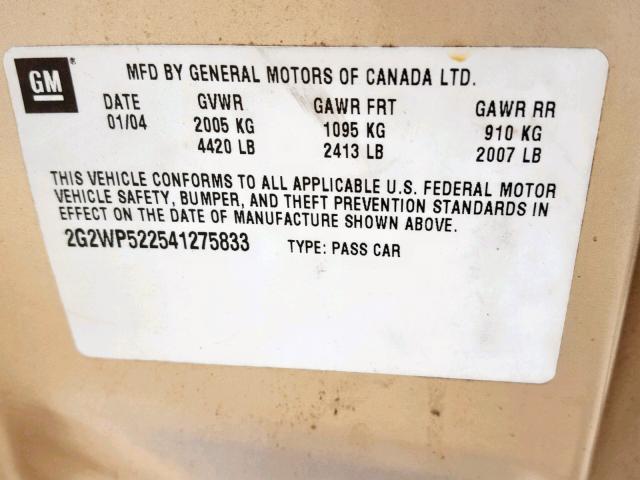 GM
®
MFD BY GENERAL MOTORS OF CANADA LTD.
DATE GVWR GAWR FRT GAWR RR
01/04 2005 KG 1095 KG 910 KG
4420 LB 2413 LB 2007 LB
THIS VEHICLE CONFORMS TO ALL APPLICABLE U.S. FEDERAL MOTOR
VEHICLE SAFETY, BUMPER, AND THEFT PREVENTION STANDARDS IN
EFFECT ON THE DATE OF MANUFACTURE SHOWN ABOVE.
2G2WP522541275833 TYPE: PASS CAR